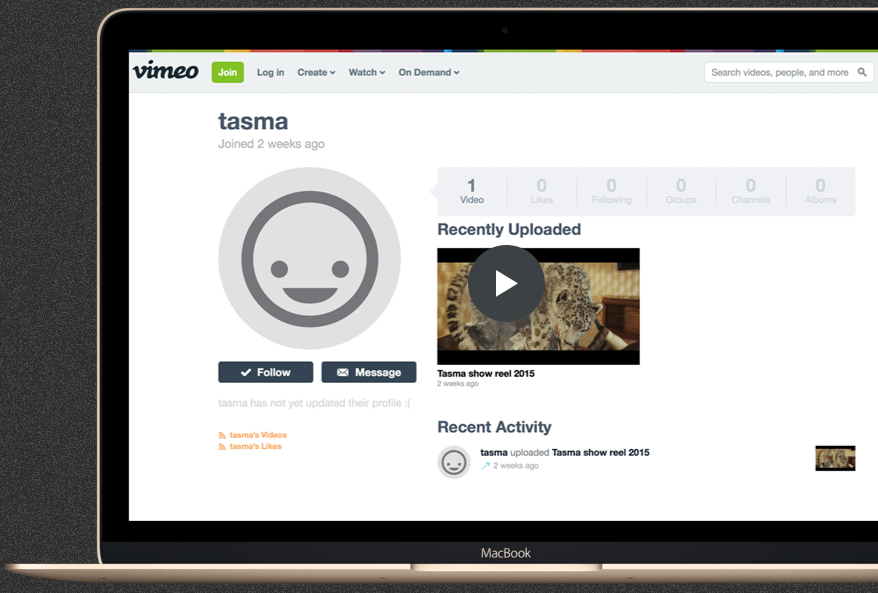 vimeo Join Log in Create Watch On Demand Search videos, people, and more
tasma
Joined 2 weeks ago
1 0 0 0 0 0
Video Likes Following Groups Channels Albums
Recently Uploaded
Follow Message
Tasma show reel 2015
2 weeks ago
tasma has not yet updated their profile :(
Recent Activity
tasma's Videos
tasma's Likes
tasma uploaded Tasma show reel 2015
2 weeks ago
MacBook